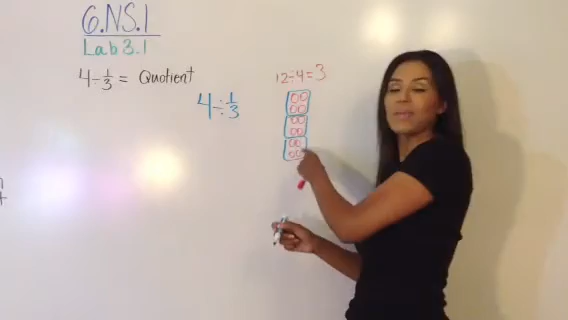 6.NS.1
Lab 3.1
4 ÷ 1/3 = Quotient
4 ÷ 1/3
12 ÷ 4 = 3